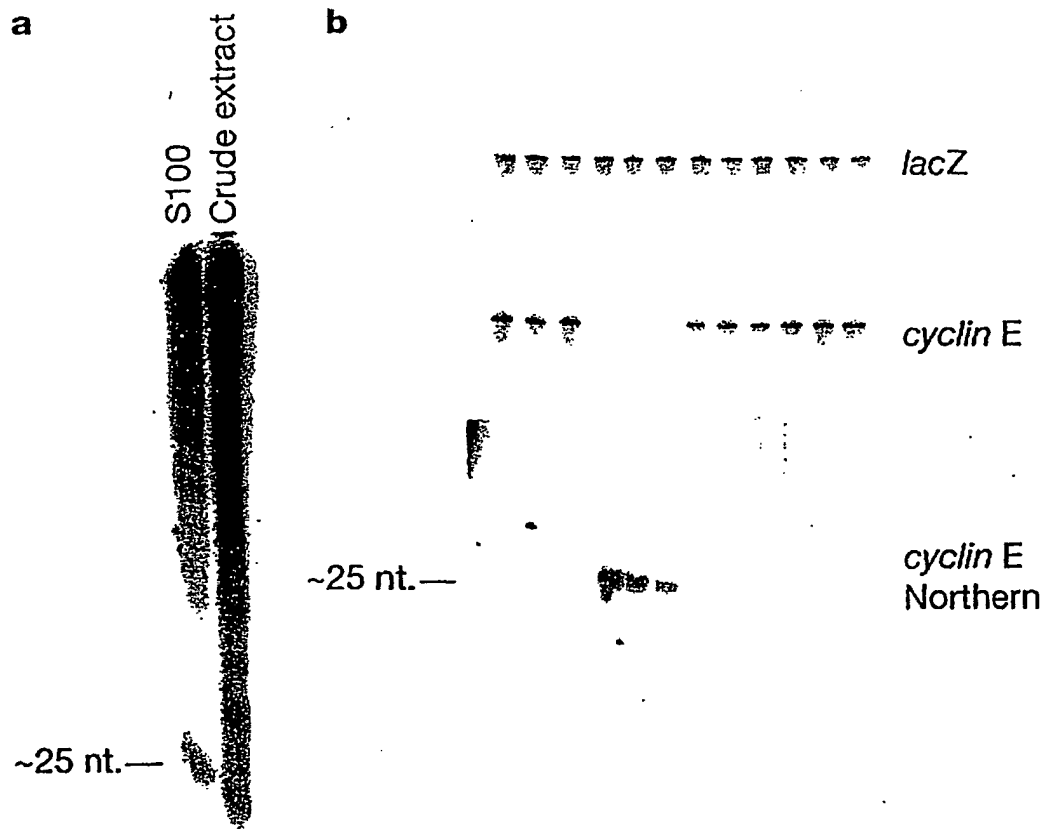 a
b
S100
Crude extract
lacZ
cyclin E
~25 nt.
cyclin E
Northern
~25 nt.